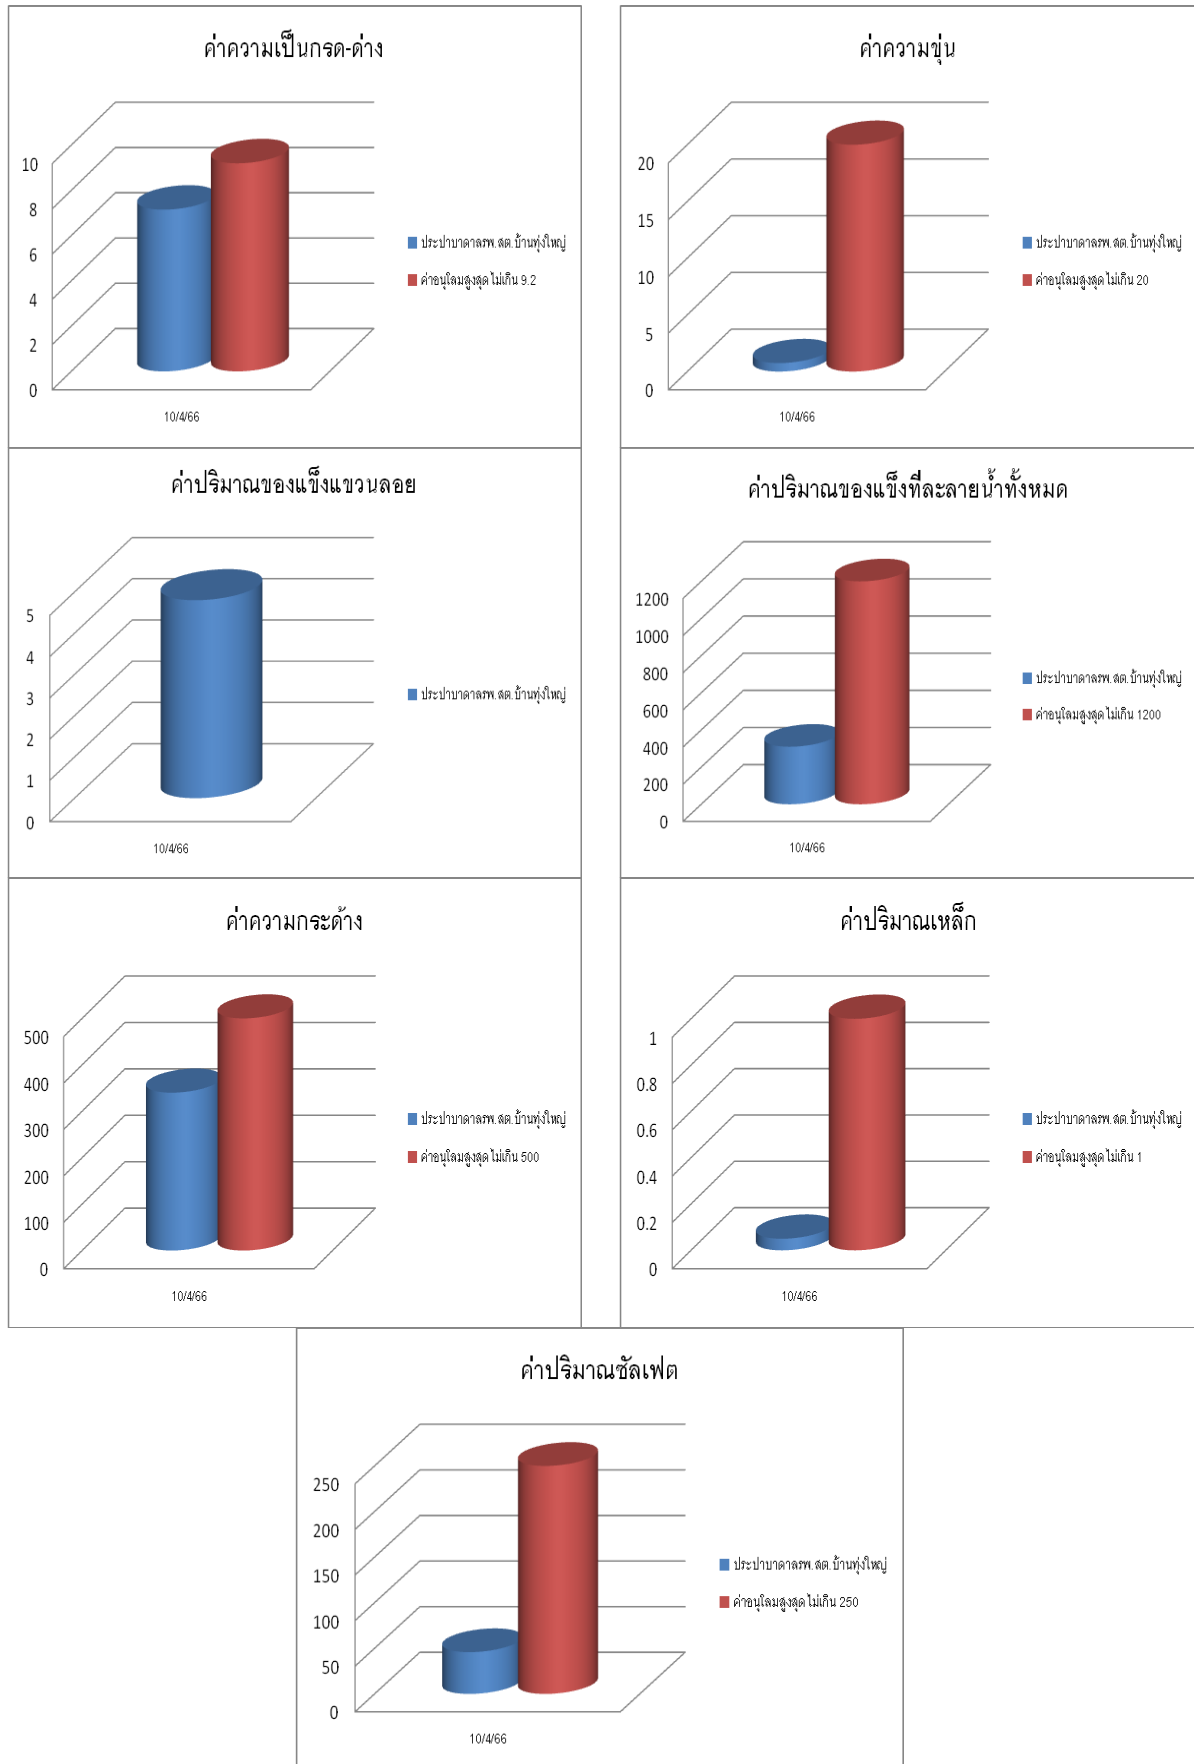 ค่าความเป็นกรด-ด่าง
10
8
6
4
2
0
10/4/66
ประปาบาดาลรพ.สต.บ้านทุ่งใหญ่
ค่าอนุโลมสูงสุด ไม่เกิน 9.2
ค่าความขุ่น
20
15
10
5
0
10/4/66
ประปาบาดาลรพ.สต.บ้านทุ่งใหญ่
ค่าอนุโลมสูงสุด ไม่เกิน 20
ค่าปริมาณของแข็งแขวนลอย
5
4
3
2
1
0
10/4/66
ประปาบาดาลรพ.สต.บ้านทุ่งใหญ่
ค่าปริมาณของแข็งที่ละลายน้ำทั้งหมด
1200
1000
800
600
400
200
0
10/4/66
ประปาบาดาลรพ.สต.บ้านทุ่งใหญ่
ค่าอนุโลมสูงสุด ไม่เกิน 1200
ค่าความกระด้าง
500
400
300
200
100
0
10/4/66
ประปาบาดาลรพ.สต.บ้านทุ่งใหญ่
ค่าอนุโลมสูงสุด ไม่เกิน 500
ค่าปริมาณเหล็ก
1
0.8
0.6
0.4
0.2
0
10/4/66
ประปาบาดาลรพ.สต.บ้านทุ่งใหญ่
ค่าอนุโลมสูงสุด ไม่เกิน 1
ค่าปริมาณซัลเฟต
250
200
150
100
50
0
10/4/66
ประปาบาดาลรพ.สต.บ้านทุ่งใหญ่
ค่าอนุโลมสูงสุด ไม่เกิน 250